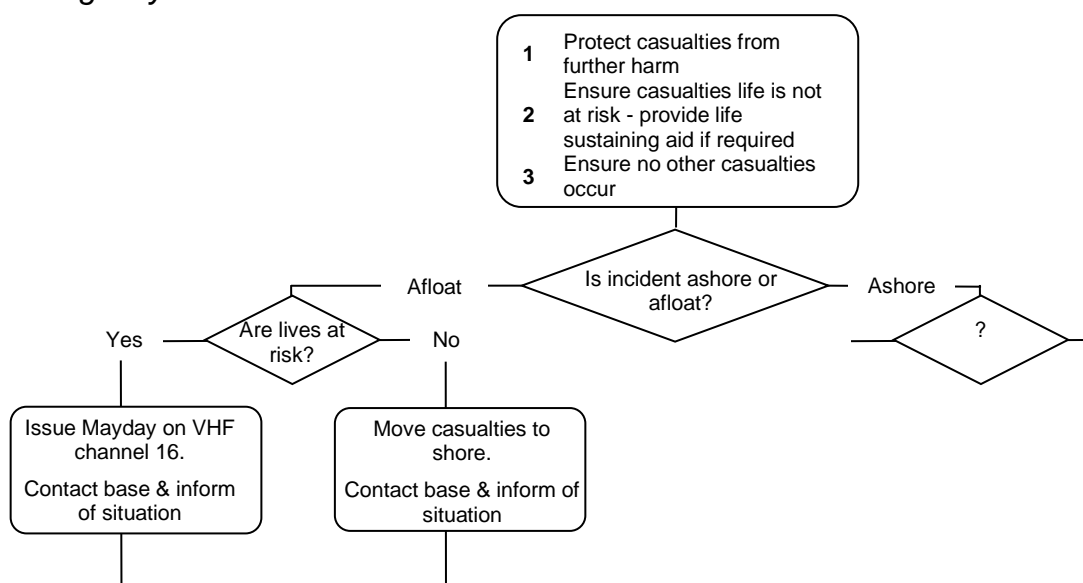 1 Protect casualties from
further harm
Ensure casualties life is not
2 at risk - provide life
sustaining aid if required
3 Ensure no other casualties
occur
Is incident ashore or
afloat?
Afloat
Ashore
Are lives at
risk?
Yes
No
?
Issue Mayday on VHF
channel 16.
Contact base & inform
of situation
Move casualties to
shore.
Contact base & inform of
situation